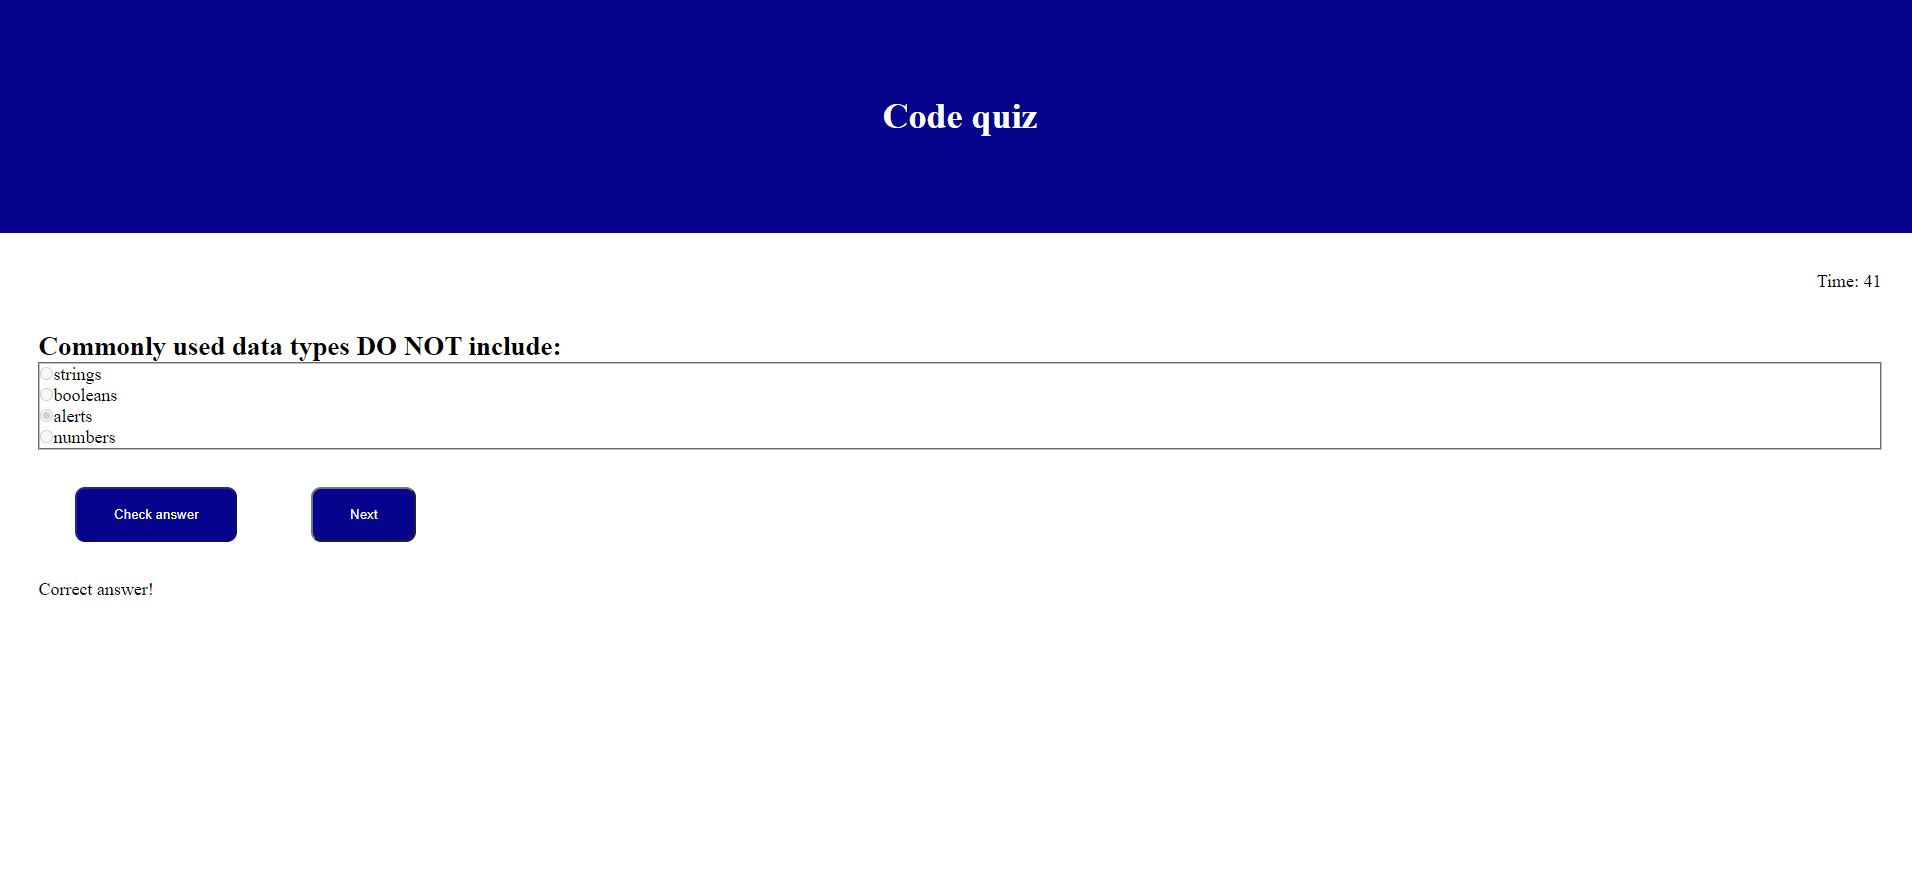 Code quiz
Time: 41
Commonly used data types DO NOT include:
strings
booleans
alerts
numbers
Check answer
Next
Correct answer!